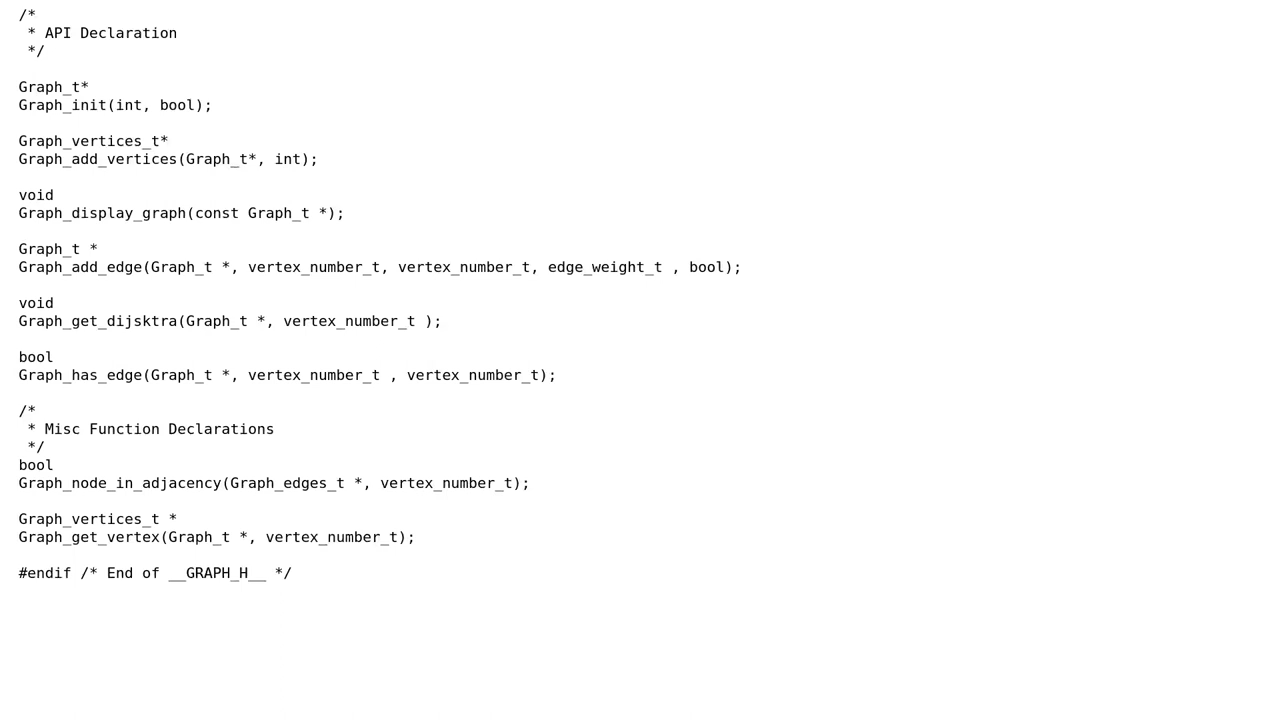 /*
 * API Declaration
 */

Graph_t*
Graph_init(int, bool);

Graph_vertices_t*
Graph_add_vertices(Graph_t*, int);

void
Graph_display_graph(const Graph_t *);

Graph_t *
Graph_add_edge(Graph_t *, vertex_number_t, vertex_number_t, edge_weight_t , bool);

void
Graph_get_dijsktra(Graph_t *, vertex_number_t );

bool
Graph_has_edge(Graph_t *, vertex_number_t , vertex_number_t);

/*
 * Misc Function Declarations
 */
bool
Graph_node_in_adjacency(Graph_edges_t *, vertex_number_t);

Graph_vertices_t *
Graph_get_vertex(Graph_t *, vertex_number_t);

#endif /* End of __GRAPH_H__ */